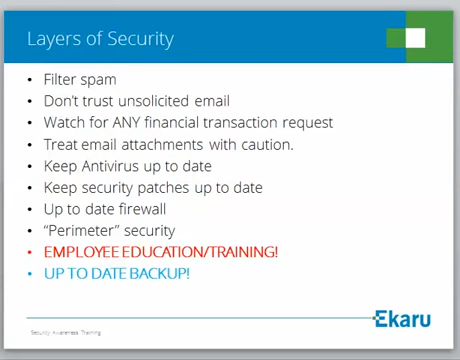 Layers of Security
• Filter spam
• Don't trust unsolicited email
• Watch for ANY financial transaction request
• Treat email attachments with caution.
• Keep Antivirus up to date
• Keep security patches up to date
• Up to date firewall
• “Perimeter” security
• EMPLOYEE EDUCATION/TRAINING!
• UP TO DATE BACKUP!
Ekaru
Security Awareness Training